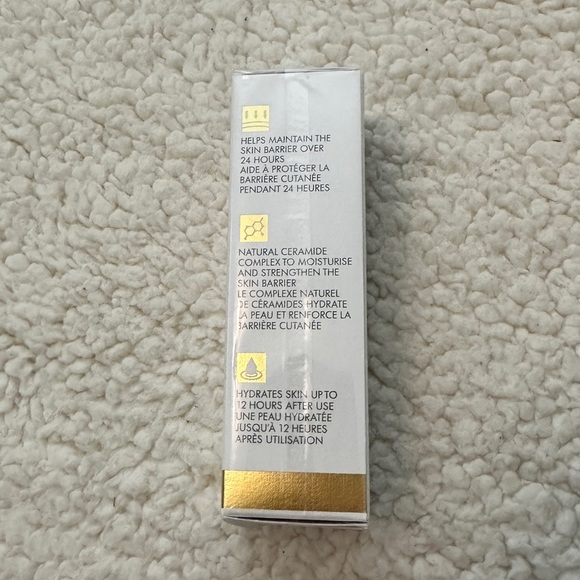 HELPS MAINTAIN THE
SKIN BARRIER OVER
24 HOURS
AIDE À PROTÉGER LA
BARRIÈRE CUTANÉE
PENDANT 24 HEURES
NATURAL CERAMIDE
COMPLEX TO MOISTURISE
AND STRENGTHEN THE
SKIN BARRIER
LE COMPLEXE NATUREL
DE CÉRAMIDES HYDRATE
LA PEAU ET RENFORCE LA
BARRIÈRE CUTANÉE
HYDRATES SKIN UP TO
12 HOURS AFTER USE
UNE PEAU HYDRATÉE
JUSQU'À 12 HEURES
APRÈS UTILISATION